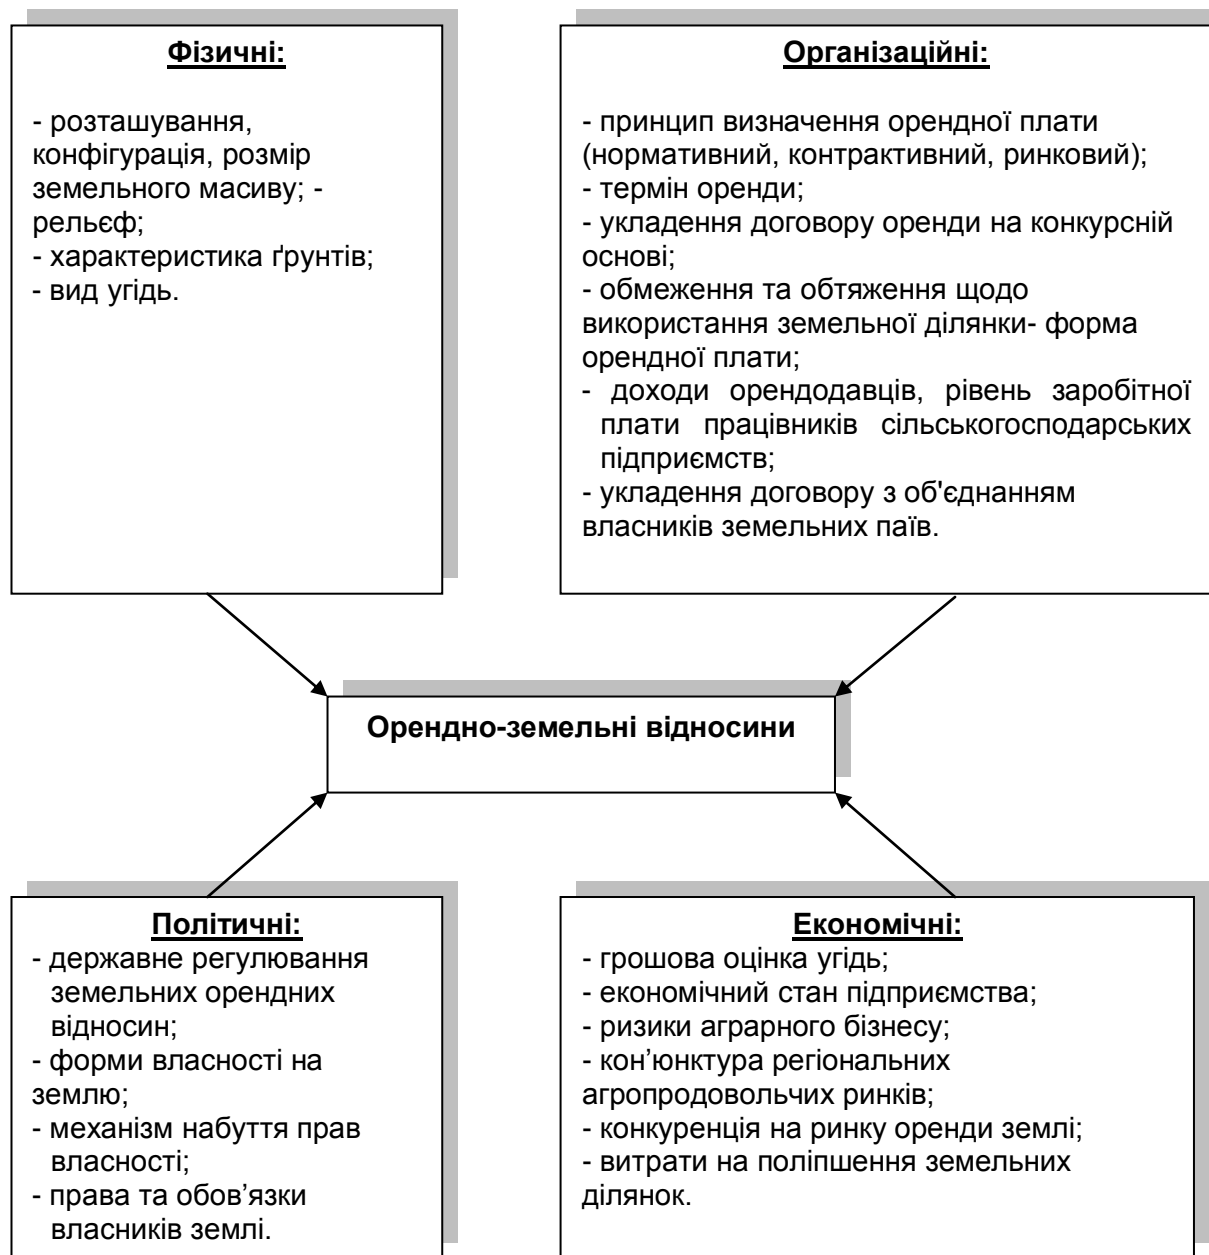 Фізичні:
- розташування,
конфігурація, розмір
земельного масиву; -
рельєф;
- характеристика ґрунтів;
- вид угідь.
Організаційні:
- принцип визначення орендної плати
(нормативний, контрактивний, ринковий);
- термін оренди;
- укладення договору оренди на конкурсній
основі;
- обмеження та обтяження щодо
використання земельної ділянки- форма
орендної плати;
- доходи орендодавців, рівень заробітної
плати працівників сільськогосподарських
підприємств;
- укладення договору з об'єднанням
власників земельних паїв.
Орендно-земельні відносини
Політичні:
- державне регулювання
земельних орендних
відносин;
- форми власності на
землю;
- механізм набуття прав
власності;
- права та обов’язки
власників землі.
Економічні:
- грошова оцінка угідь;
- економічний стан підприємства;
- ризики аграрного бізнесу;
- кон’юнктура регіональних
агропродовольчих ринків;
- конкуренція на ринку оренди землі;
- витрати на поліпшення земельних
ділянок.